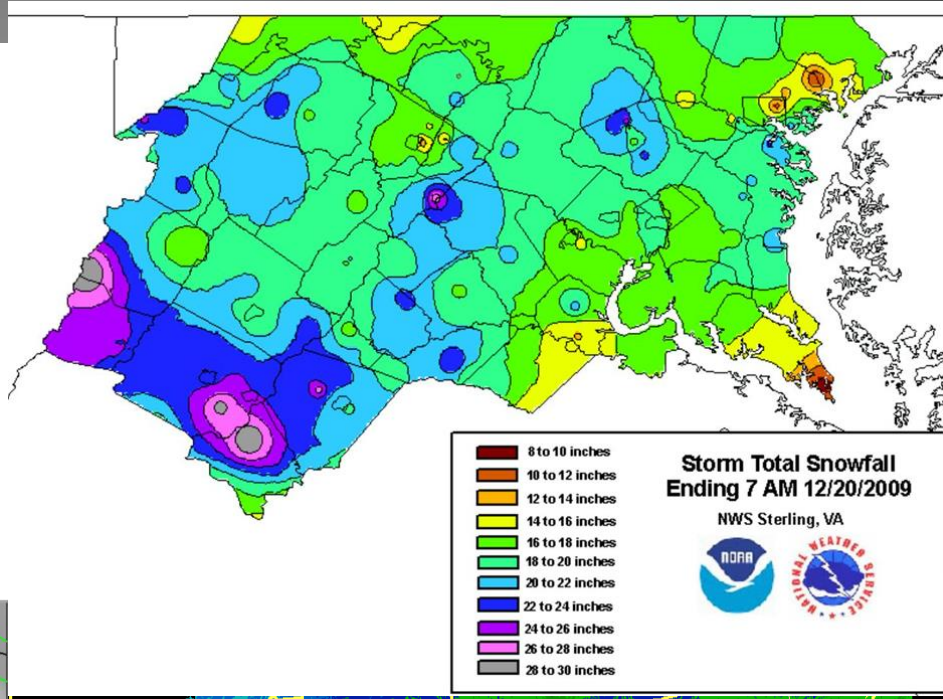 8 to 10 inches
10 to 12 inches
12 to 14 inches
14 to 16 inches
16 to 18 inches
18 to 20 inches
20 to 22 inches
22 to 24 inches
24 to 26 inches
26 to 28 inches
28 to 30 inches
Storm Total Snowfall
Ending 7 AM 12/20/2009
NWS Sterling, VA
NOAA
NATIONAL WEATHER SERVICE